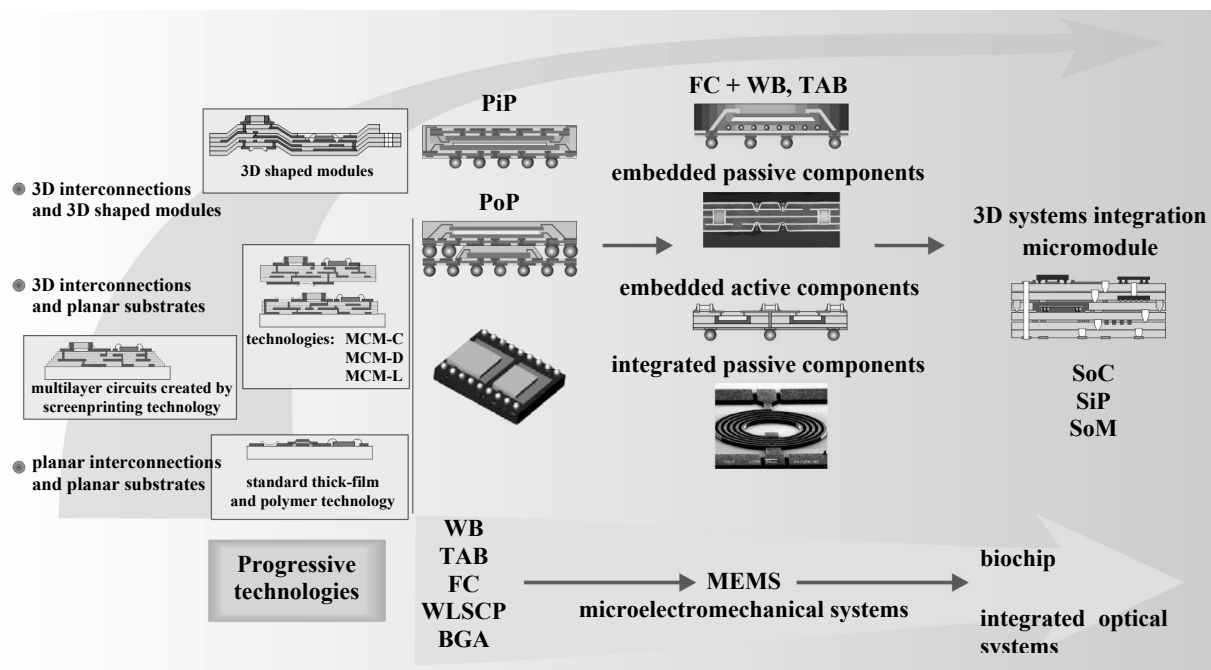 3D shaped modules
3D interconnections
and 3D shaped modules
3D interconnections
and planar substrates
technologies: MCM-C
MCM-D
MCM-L
multilayer circuits created by
screenprinting technology
planar interconnections
and planar substrates
standard thick-film
and polymer technology
PiP
PoP
FC + WB, TAB
embedded passive components
embedded active components
integrated passive components
3D systems integration
micromodule
SoC
SiP
SoM
Progressive
technologies
WB
TAB
FC
WLSCP
BGA
MEMS
microelectromechanical systems
biochip
integrated optical
systems